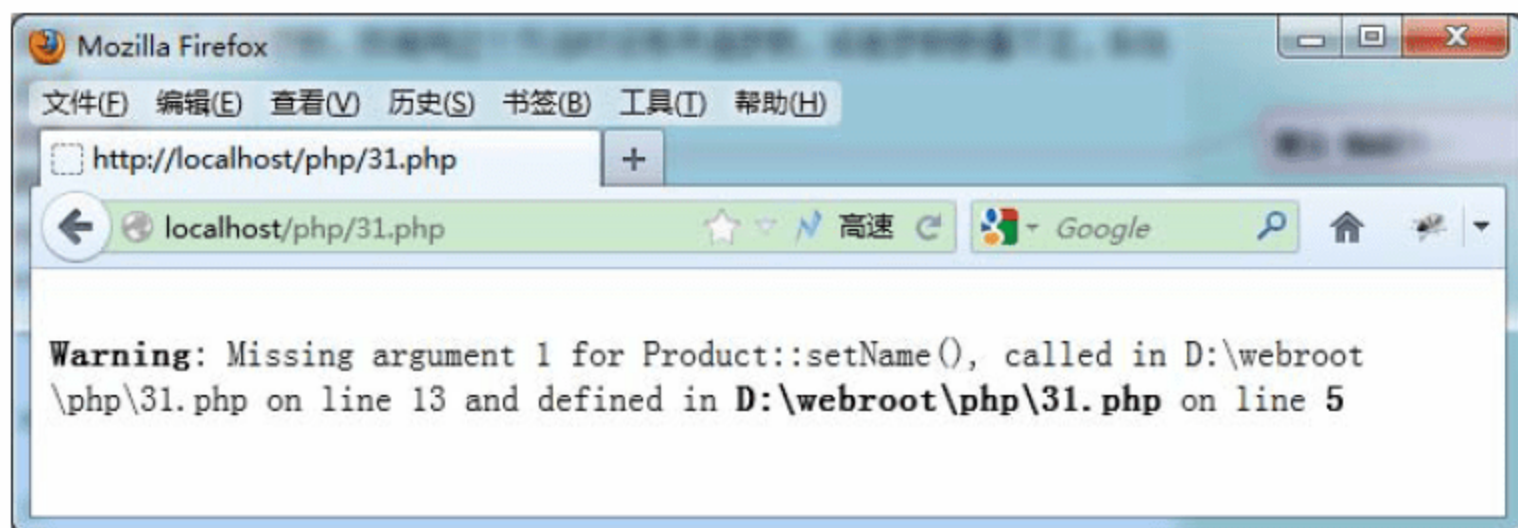 Mozilla Firefox
文件(F) 编辑(E) 查看(V) 历史(S) 书签(B) 工具(T) 帮助(H)
http://localhost/php/31.php +
localhost/php/31.php 高速 Google
Warning: Missing argument 1 for Product::setName(), called in D:\webroot
\php\31.php on line 13 and defined in D:\webroot\php\31.php on line 5